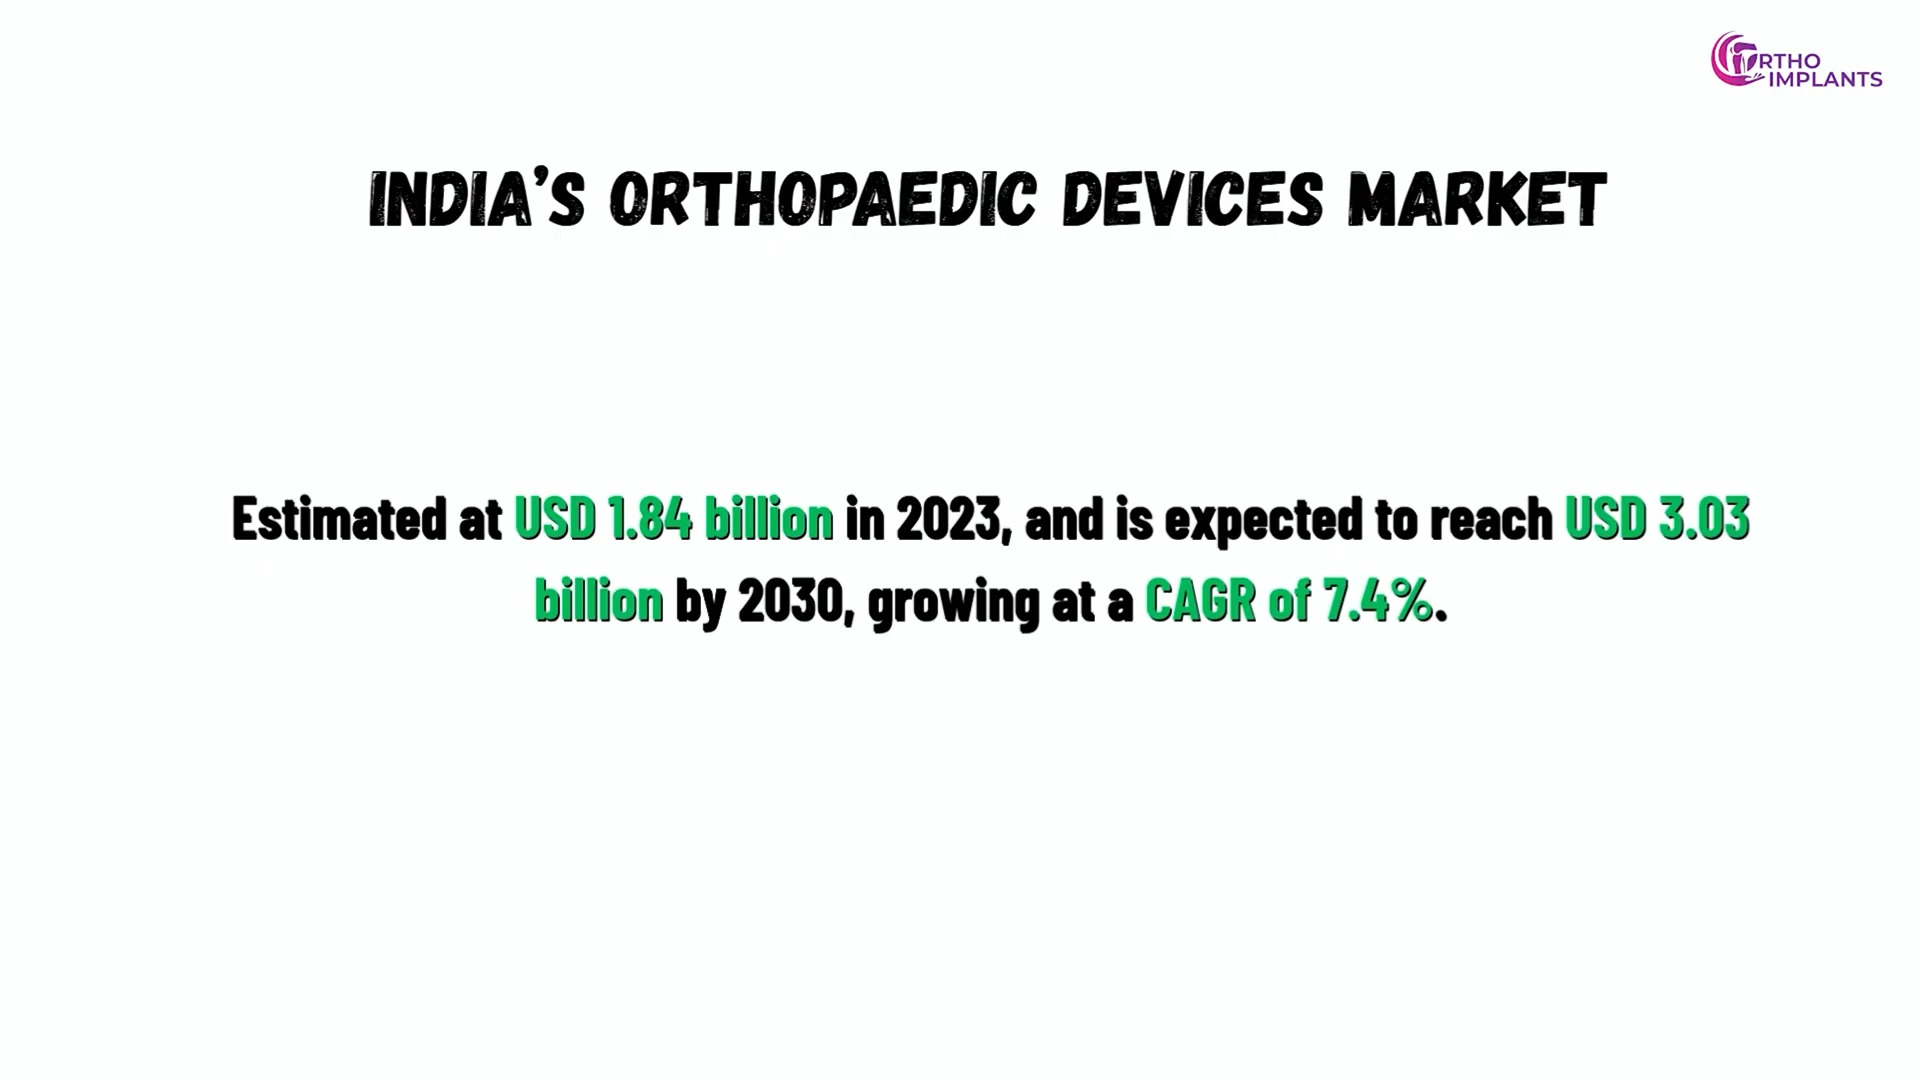 ORTHO
IMPLANTS
INDIA’S ORTHOPAEDIC DEVICES MARKET
Estimated at USD 1.84 billion in 2023, and is expected to reach USD 3.03
billion by 2030, growing at a CAGR of 7.4%.